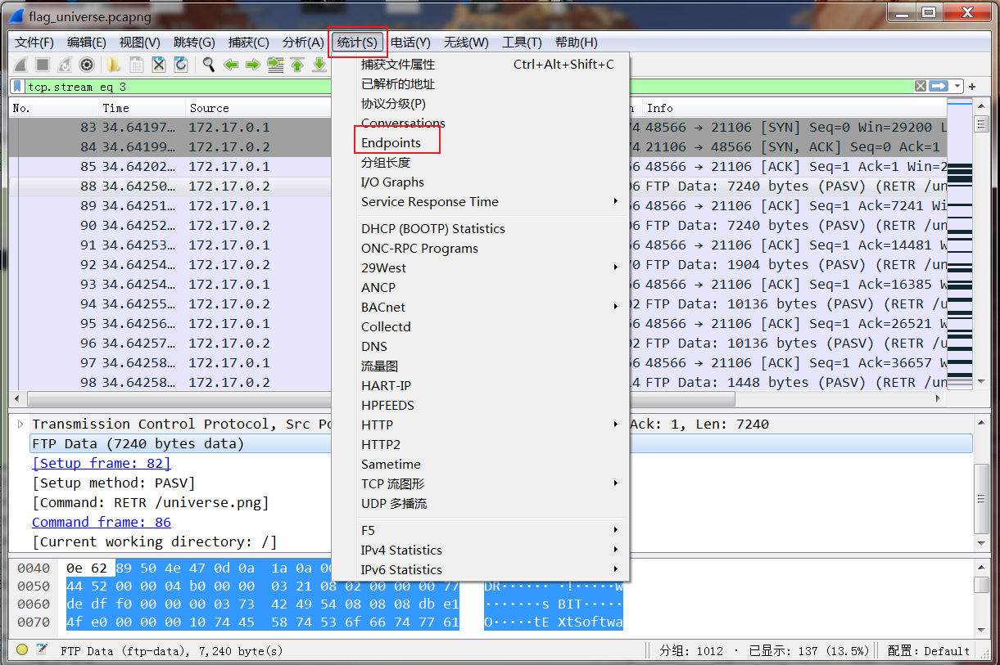 flag_universe.pcapng
文件(F) 编辑(E) 视图(V) 跳转(G) 捕获(C) 分析(A) 统计(S) 电话(Y) 无线(W) 工具(T) 帮助(H)
tcp.stream eq 3
No. Time Source Info
83 34.64197… 172.17.0.1 74 48566 → 21106 [SYN] Seq=0 Win=29200 L
84 34.64199… 172.17.0.2 74 21106 → 48566 [SYN, ACK] Seq=0 Ack=1
85 34.64202… 172.17.0.1 66 48566 → 21106 [ACK] Seq=1 Ack=1 Win=2
88 34.64250… 172.17.0.2 06 FTP Data: 7240 bytes (PASV) (RETR /un
89 34.64251… 172.17.0.1 66 48566 → 21106 [ACK] Seq=1 Ack=7241 Wi
90 34.64252… 172.17.0.2 06 FTP Data: 7240 bytes (PASV) (RETR /un
91 34.64253… 172.17.0.1 66 48566 → 21106 [ACK] Seq=1 Ack=14481 W
92 34.64254… 172.17.0.2 70 FTP Data: 1904 bytes (PASV) (RETR /un
93 34.64254… 172.17.0.1 66 48566 → 21106 [ACK] Seq=1 Ack=16385 W
94 34.64255… 172.17.0.2 02 FTP Data: 10136 bytes (PASV) (RETR /u
95 34.64256… 172.17.0.1 66 48566 → 21106 [ACK] Seq=1 Ack=26521 W
96 34.64257… 172.17.0.2 02 FTP Data: 10136 bytes (PASV) (RETR /u
97 34.64258… 172.17.0.1 66 48566 → 21106 [ACK] Seq=1 Ack=36657 W
98 34.64258… 172.17.0.2 14 FTP Data: 1448 bytes (PASV) (RETR /un
捕获文件属性 Ctrl+Alt+Shift+C
已解析的地址
协议分级(P)
Conversations
Endpoints
分组长度
I/O Graphs
Service Response Time
DHCP (BOOTP) Statistics
ONC-RPC Programs
29West
ANCP
BACnet
Collectd
DNS
流量图
HART-IP
HPFEEDS
HTTP
HTTP2
Sametime
TCP 流图形
UDP 多播流
F5
IPv4 Statistics
IPv6 Statistics
Transmission Control Protocol, Src Po Ack: 1, Len: 7240
FTP Data (7240 bytes data)
[Setup frame: 82]
[Setup method: PASV]
[Command: RETR /universe.png]
Command frame: 86
[Current working directory: /]
0040 0e 62 89 50 4e 47 0d 0a 1a 0a 00
0050 44 52 00 00 04 b0 00 00 03 21 08 02 00 00 00 77 DR······ ·!·····w
0060 de df f0 00 00 00 03 73 42 49 54 08 08 08 db e1 ·······s BIT·····
0070 4f e0 00 00 00 10 74 45 58 74 53 6f 66 74 77 61 O·····tE XtSoftwa
FTP Data (ftp-data), 7,240 byte(s) 分组: 1012 · 已显示: 137 (13.5%) 配置: Default